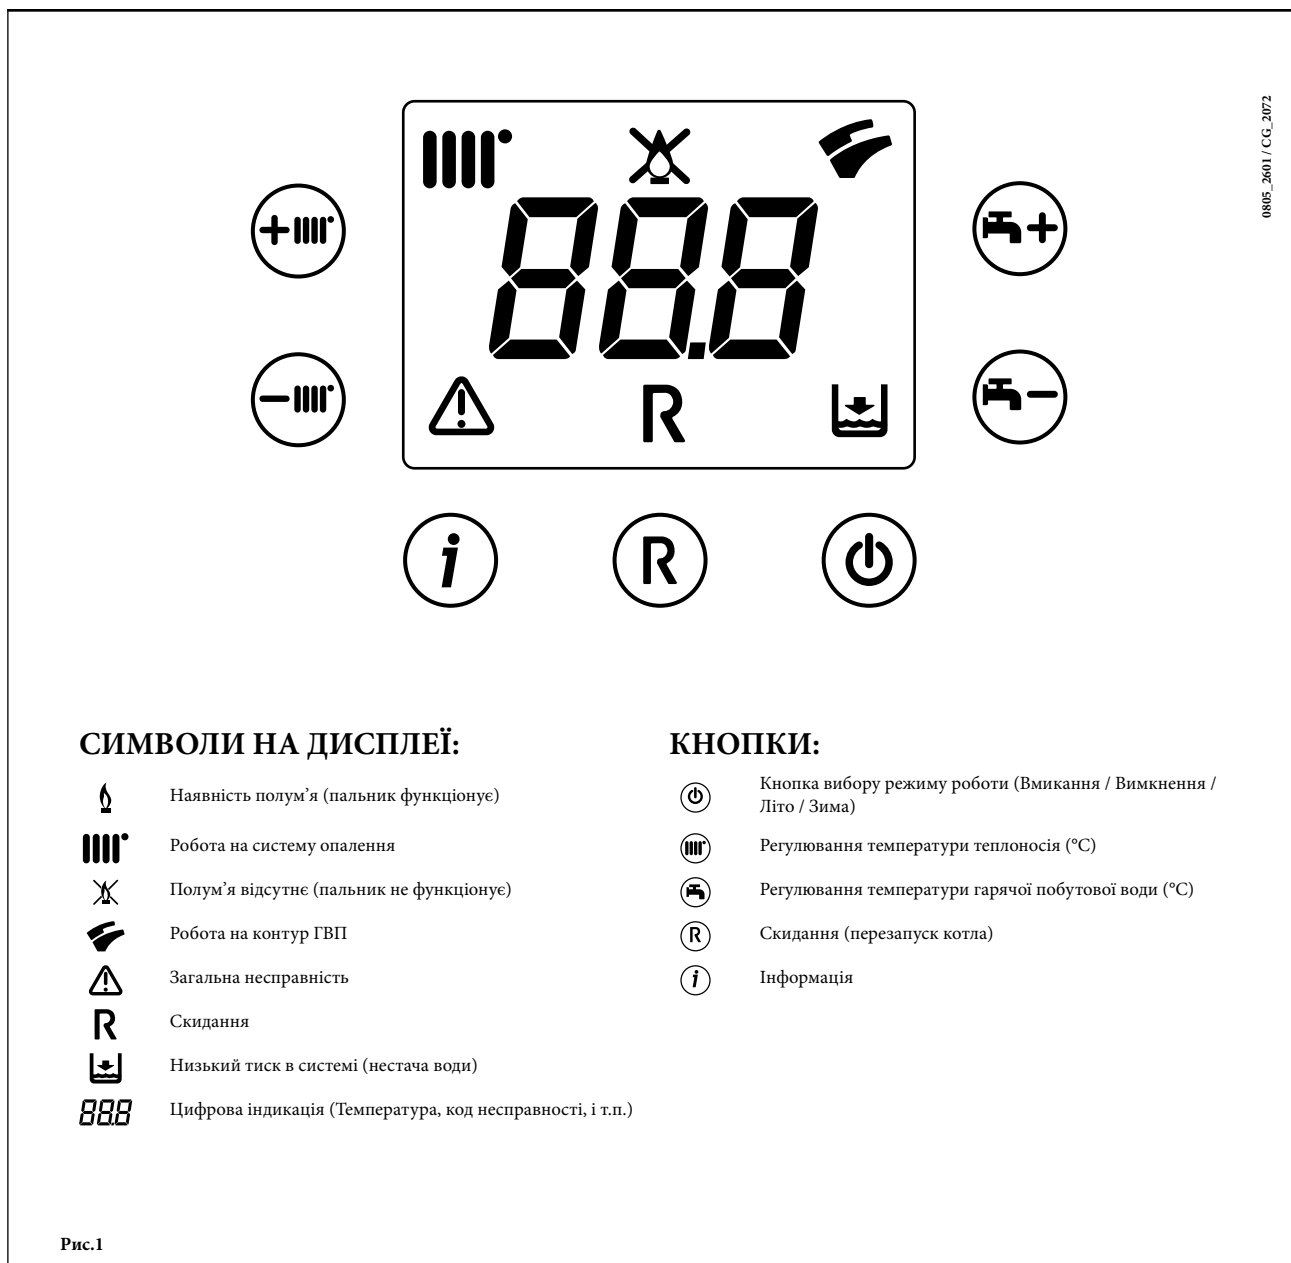 0805_2601 / CG_2072
88.8
R
i
R
СИМВОЛИ НА ДИСПЛЕЇ:
Наявність полум’я (пальник функціонує)
Робота на систему опалення
Полум’я відсутнє (пальник не функціонує)
Робота на контур ГВП
Загальна несправність
R Скидання
Низький тиск в системі (нестача води)
88.8 Цифрова індикація (Температура, код несправності, і т.п.)
КНОПКИ:
Кнопка вибору режиму роботи (Вмикання / Вимкнення /
Літо / Зима)
Регулювання температури теплоносія (°C)
Регулювання температури гарячої побутової води (°C)
R Скидання (перезапуск котла)
i Інформація
Рис.1